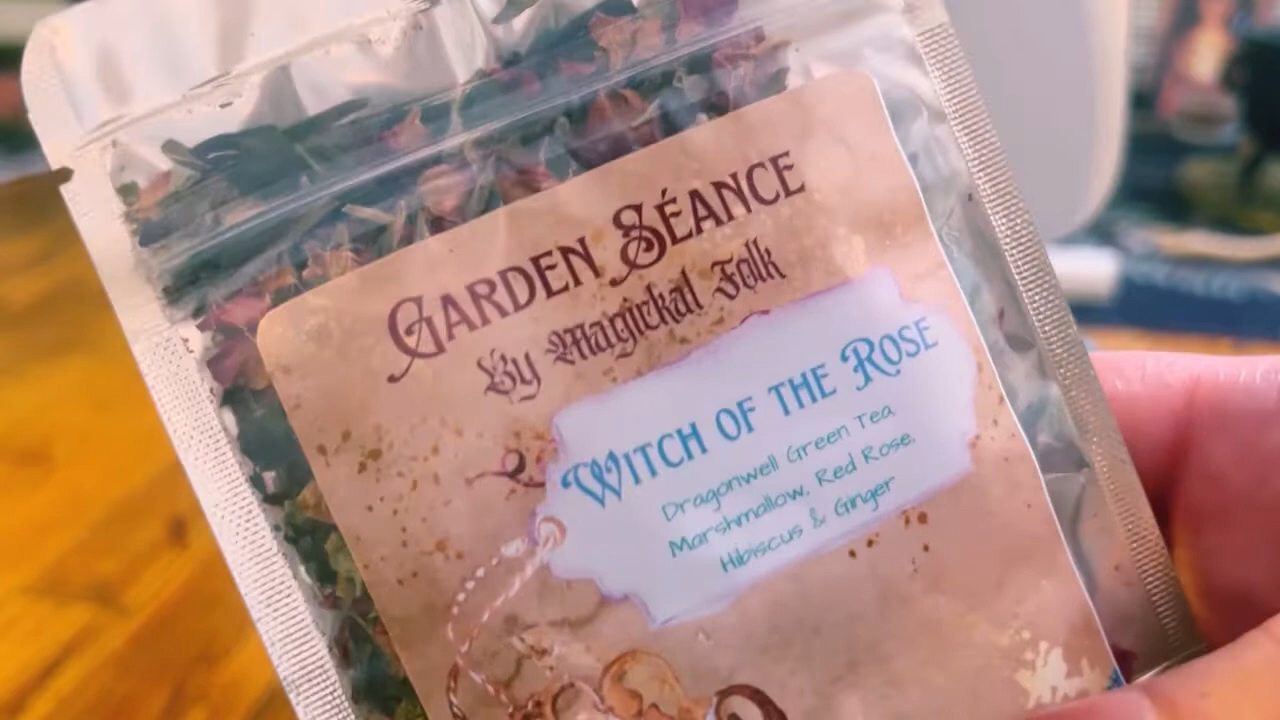 GARDEN SÉANCE
By Magickal Folk
WITCH OF THE ROSE
Dragonwell Green Tea
Marshmallow, Red Rose,
Hibiscus & Ginger